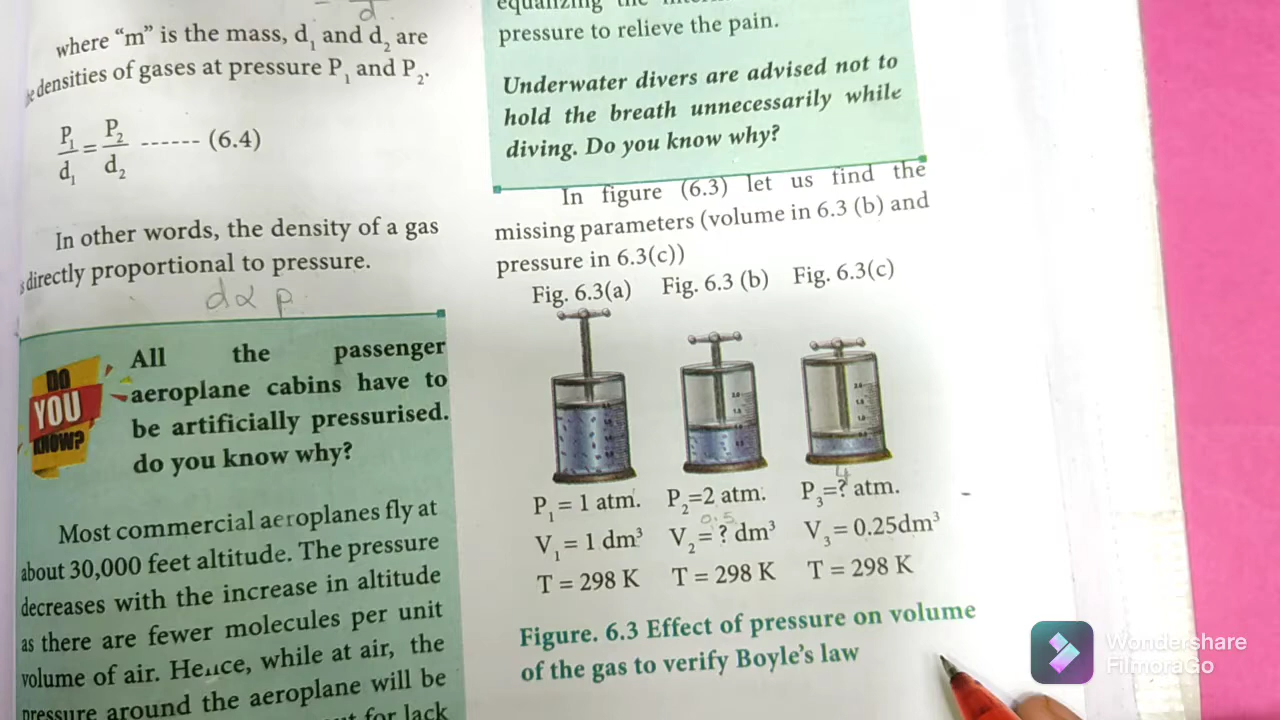 d
where "m" is the mass, d₁ and d₂ are
densities of gases at pressure P₁ and P₂.
P₁/d₁ = P₂/d₂ ------ (6.4)
In other words, the density of a gas
directly proportional to pressure.
d ∝ p
DO YOU KNOW?
All the passenger
aeroplane cabins have to
be artificially pressurised.
do you know why?
Most commercial aeroplanes fly at
about 30,000 feet altitude. The pressure
decreases with the increase in altitude
as there are fewer molecules per unit
volume of air. Hence, while at air, the
pressure around the aeroplane will be
for lack
equalizing the
pressure to relieve the pain.
Underwater divers are advised not to
hold the breath unnecessarily while
diving. Do you know why?
In figure (6.3) let us find the
missing parameters (volume in 6.3 (b) and
pressure in 6.3(c))
Fig. 6.3(a) Fig. 6.3 (b) Fig. 6.3(c)
4
P₁ = 1 atm. P₂=2 atm. P₃=? atm.
0.5
V₁ = 1 dm³ V₂ = ? dm³ V₃ = 0.25dm³
T = 298 K T = 298 K T = 298 K
Figure. 6.3 Effect of pressure on volume
of the gas to verify Boyle's law
Wondershare
FilmoraGo